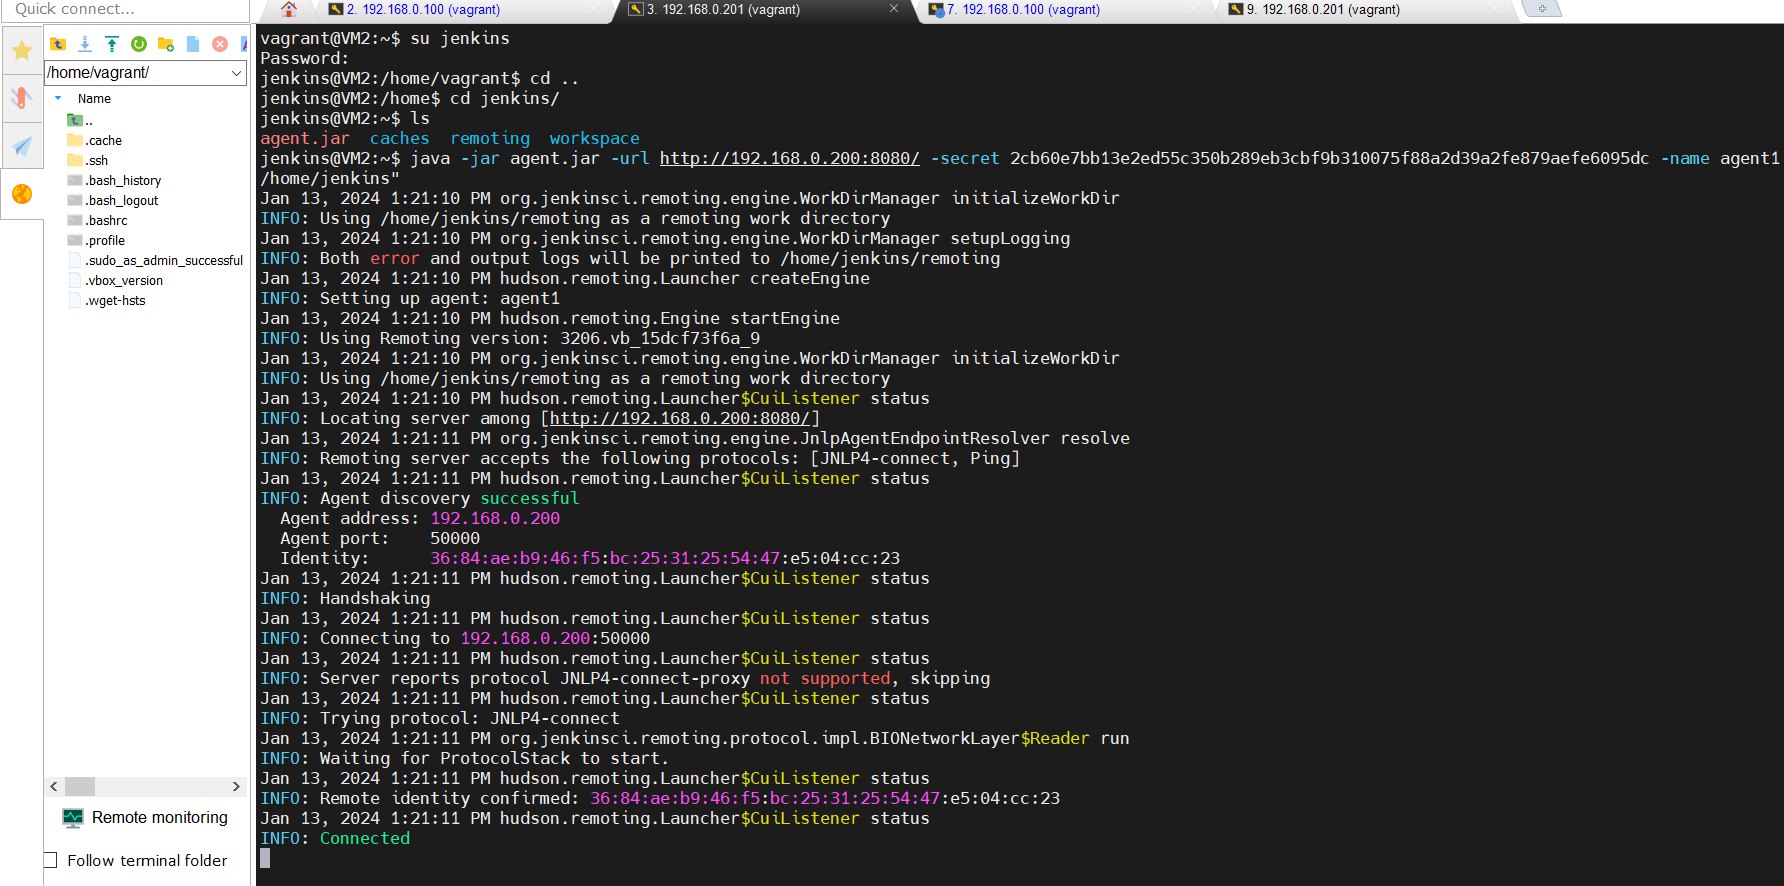 Quick connect...
2. 192.168.0.100 (vagrant)
3. 192.168.0.201 (vagrant)
7. 192.168.0.100 (vagrant)
9. 192.168.0.201 (vagrant)
/home/vagrant/
Name
..
.cache
.ssh
.bash_history
.bash_logout
.bashrc
.profile
.sudo_as_admin_successful
.vbox_version
.wget-hsts
Remote monitoring
Follow terminal folder
vagrant@VM2:~$ su jenkins
Password:
jenkins@VM2:/home/vagrant$ cd ..
jenkins@VM2:/home$ cd jenkins/
jenkins@VM2:~$ ls
agent.jar  caches  remoting  workspace
jenkins@VM2:~$ java -jar agent.jar -url http://192.168.0.200:8080/ -secret 2cb60e7bb13e2ed55c350b289eb3cbf9b310075f88a2d39a2fe879aefe6095dc -name agent1
/home/jenkins"
Jan 13, 2024 1:21:10 PM org.jenkinsci.remoting.engine.WorkDirManager initializeWorkDir
INFO: Using /home/jenkins/remoting as a remoting work directory
Jan 13, 2024 1:21:10 PM org.jenkinsci.remoting.engine.WorkDirManager setupLogging
INFO: Both error and output logs will be printed to /home/jenkins/remoting
Jan 13, 2024 1:21:10 PM hudson.remoting.Launcher createEngine
INFO: Setting up agent: agent1
Jan 13, 2024 1:21:10 PM hudson.remoting.Engine startEngine
INFO: Using Remoting version: 3206.vb_15dcf73f6a_9
Jan 13, 2024 1:21:10 PM org.jenkinsci.remoting.engine.WorkDirManager initializeWorkDir
INFO: Using /home/jenkins/remoting as a remoting work directory
Jan 13, 2024 1:21:10 PM hudson.remoting.Launcher$CuiListener status
INFO: Locating server among [http://192.168.0.200:8080/]
Jan 13, 2024 1:21:11 PM org.jenkinsci.remoting.engine.JnlpAgentEndpointResolver resolve
INFO: Remoting server accepts the following protocols: [JNLP4-connect, Ping]
Jan 13, 2024 1:21:11 PM hudson.remoting.Launcher$CuiListener status
INFO: Agent discovery successful
  Agent address: 192.168.0.200
  Agent port:    50000
  Identity:      36:84:ae:b9:46:f5:bc:25:31:25:54:47:e5:04:cc:23
Jan 13, 2024 1:21:11 PM hudson.remoting.Launcher$CuiListener status
INFO: Handshaking
Jan 13, 2024 1:21:11 PM hudson.remoting.Launcher$CuiListener status
INFO: Connecting to 192.168.0.200:50000
Jan 13, 2024 1:21:11 PM hudson.remoting.Launcher$CuiListener status
INFO: Server reports protocol JNLP4-connect-proxy not supported, skipping
Jan 13, 2024 1:21:11 PM hudson.remoting.Launcher$CuiListener status
INFO: Trying protocol: JNLP4-connect
Jan 13, 2024 1:21:11 PM org.jenkinsci.remoting.protocol.impl.BIONetworkLayer$Reader run
INFO: Waiting for ProtocolStack to start.
Jan 13, 2024 1:21:11 PM hudson.remoting.Launcher$CuiListener status
INFO: Remote identity confirmed: 36:84:ae:b9:46:f5:bc:25:31:25:54:47:e5:04:cc:23
Jan 13, 2024 1:21:11 PM hudson.remoting.Launcher$CuiListener status
INFO: Connected